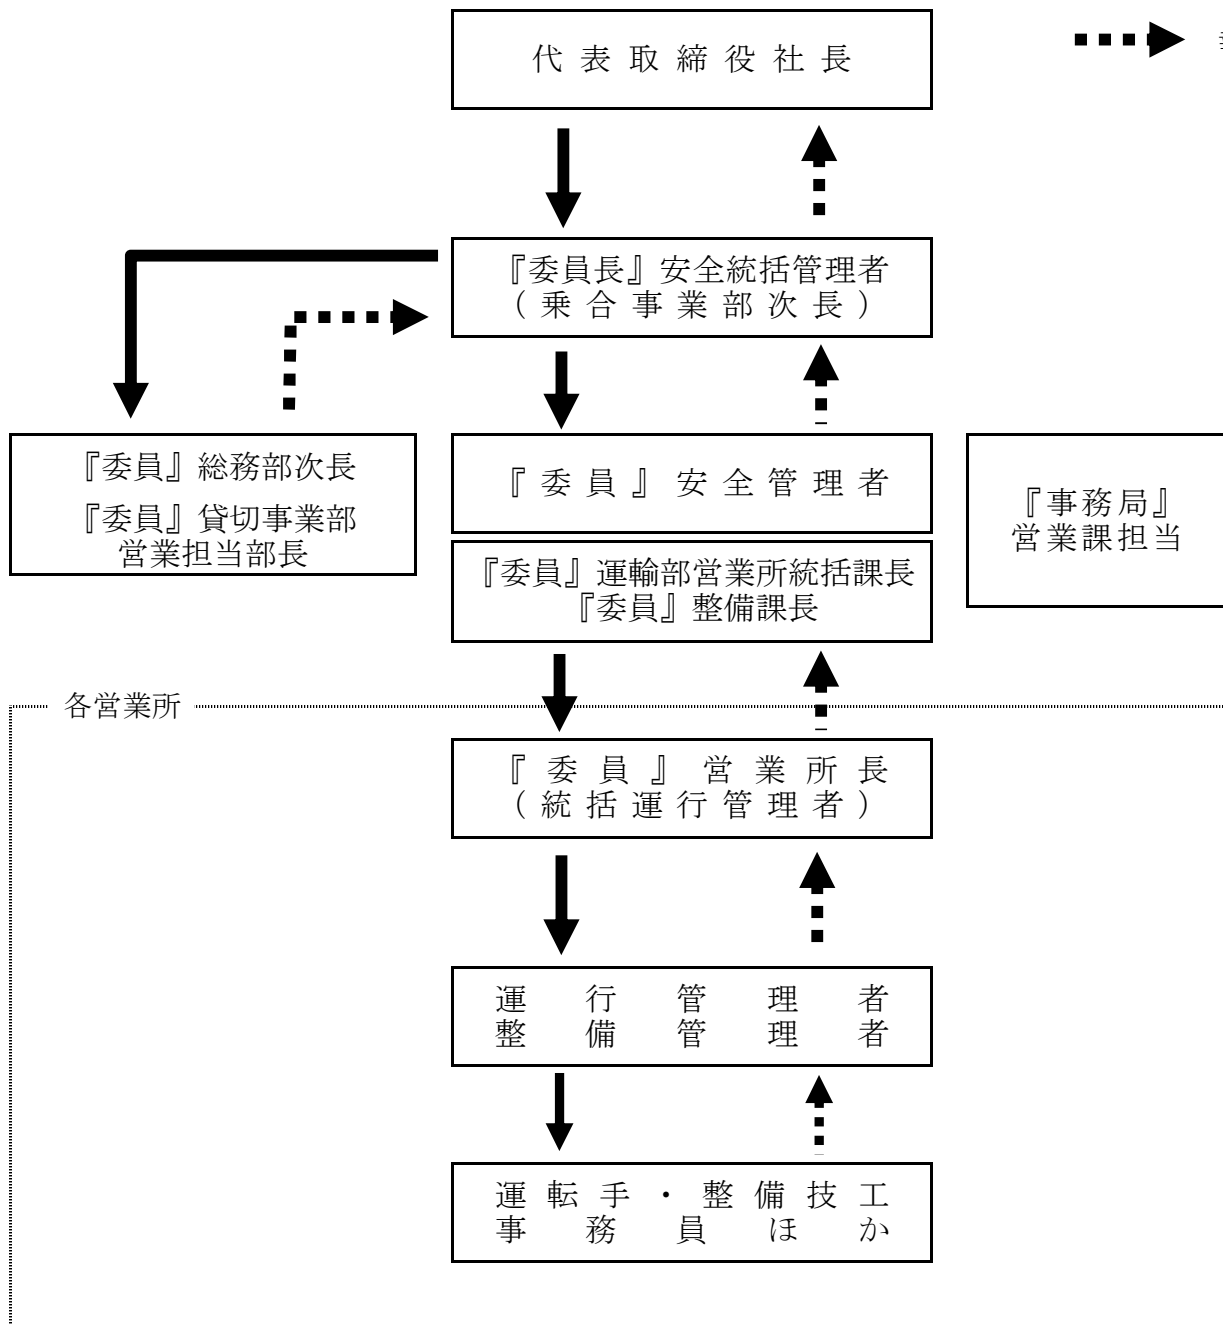 代表取締役社長
『委員長』安全統括管理者
(乗合事業部次長)
『委員』総務部次長
『委員』貸切事業部
営業担当部長
『委員』安全管理者
『委員』運輸部営業所統括課長
『委員』整備課長
『事務局』
営業課担当
各営業所
『委員』営業所長
(統括運行管理者)
運行管理者
整備管理者
運転手・整備技工
事務員ほか